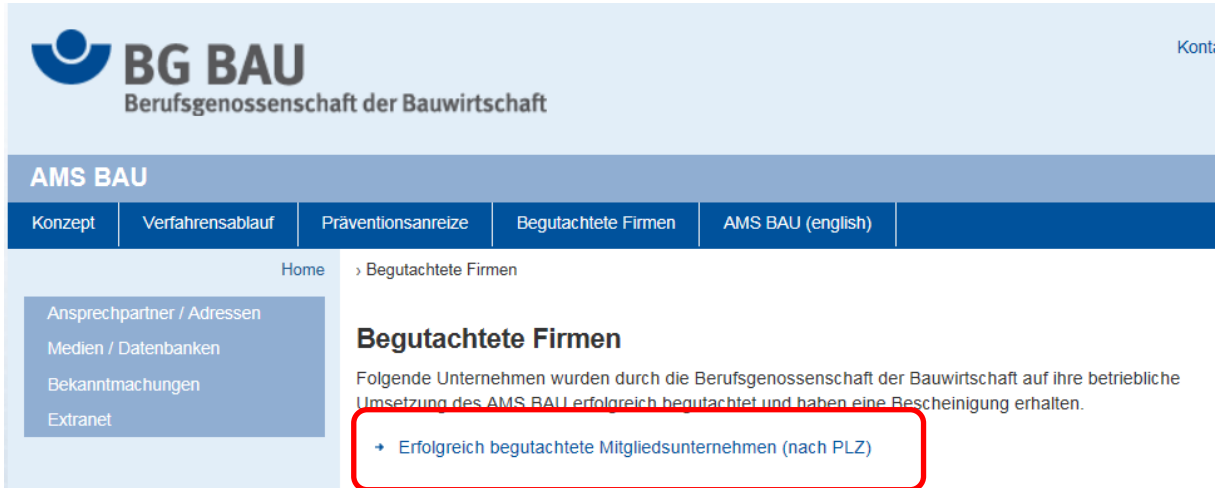 BG BAU
Berufsgenossenschaft der Bauwirtschaft
AMS BAU
Konzept Verfahrensablauf Präventionsanreize Begutachtete Firmen AMS BAU (english)
Home › Begutachtete Firmen
Ansprechpartner / Adressen
Medien / Datenbanken
Bekanntmachungen
Extranet
Begutachtete Firmen
Folgende Unternehmen wurden durch die Berufsgenossenschaft der Bauwirtschaft auf ihre betriebliche
Umsetzung des AMS BAU erfolgreich begutachtet und haben eine Bescheinigung erhalten.
Erfolgreich begutachtete Mitgliedsunternehmen (nach PLZ)